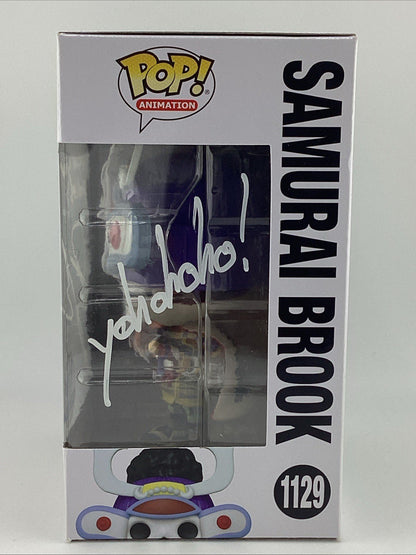 POP!
ANIMATION
SAMURAI BROOK
1129
yohohoho!